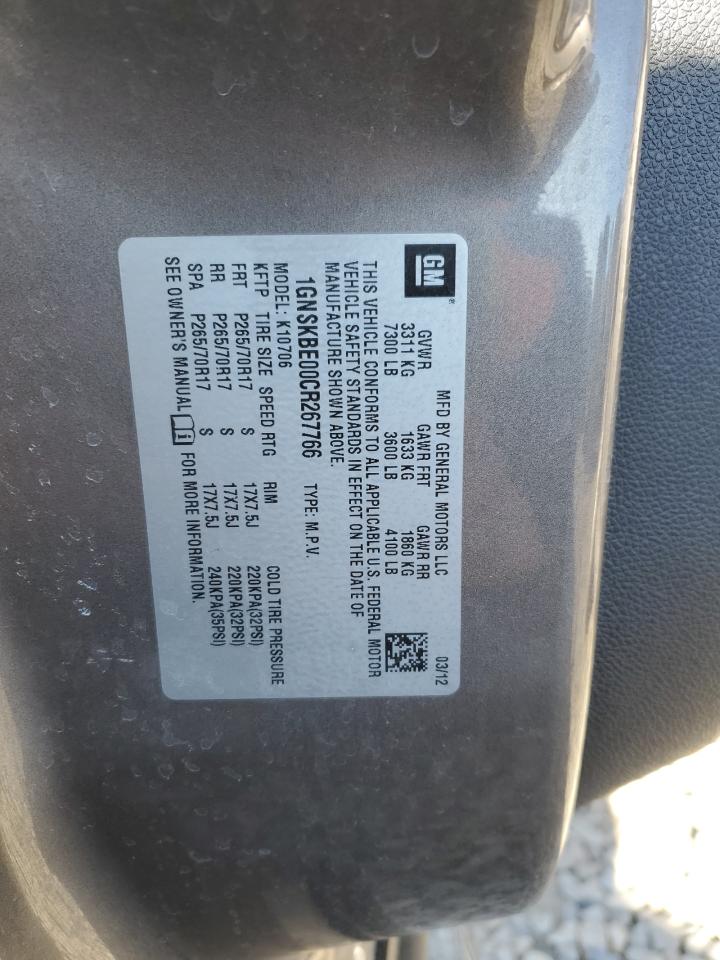 GM®
MFD BY GENERAL MOTORS LLC 03/12
GVWR GAWR FRT GAWR RR
3311 KG 1633 KG 1860 KG
7300 LB 3600 LB 4100 LB
THIS VEHICLE CONFORMS TO ALL APPLICABLE U.S. FEDERAL MOTOR
VEHICLE SAFETY STANDARDS IN EFFECT ON THE DATE OF
MANUFACTURE SHOWN ABOVE.
1GNSKBE00CR267766 TYPE: M.P.V.
MODEL: K10706
KFTP TIRE SIZE SPEED RTG RIM COLD TIRE PRESSURE
FRT P265/70R17 S 17X7.5J 220KPA(32PSI)
RR P265/70R17 S 17X7.5J 220KPA(32PSI)
SPA P265/70R17 S 17X7.5J 240KPA(35PSI)
SEE OWNER'S MANUAL FOR MORE INFORMATION.